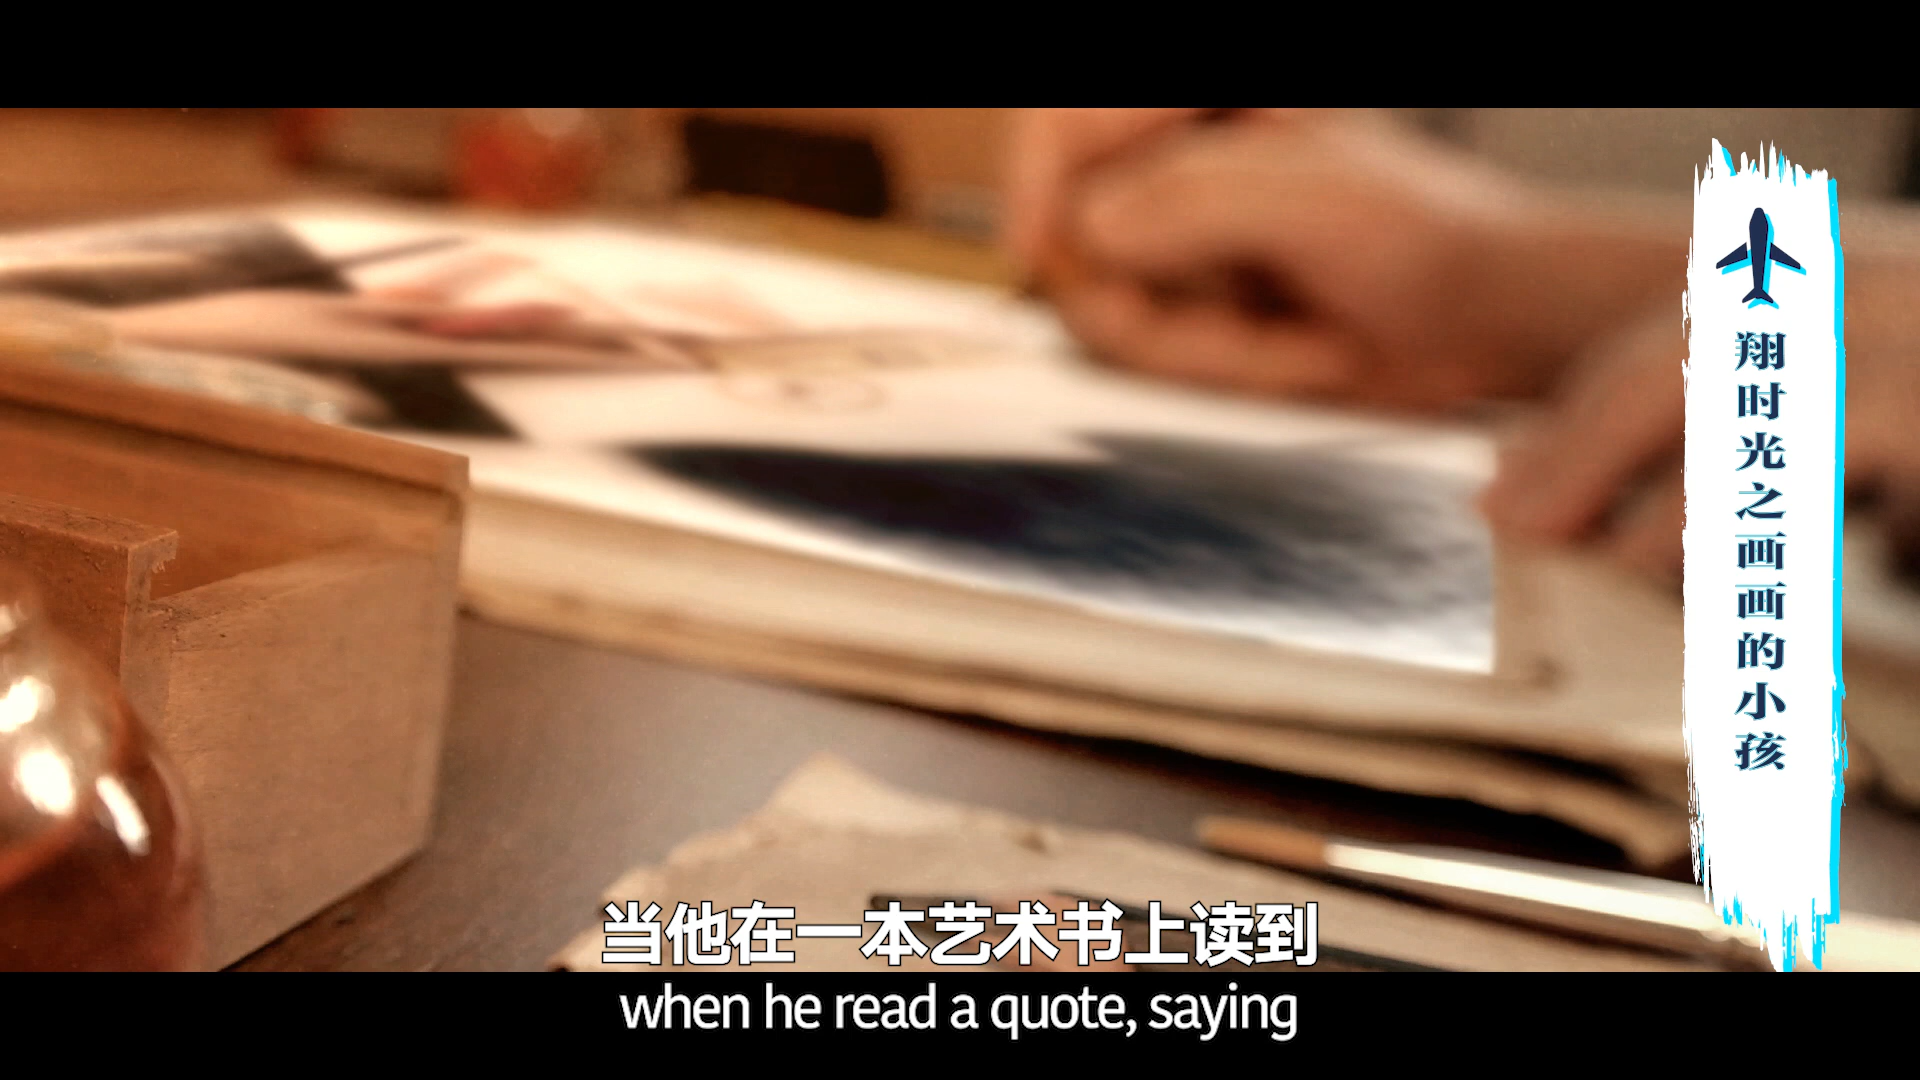 翔时光之画画的小孩
当他在一本艺术书上读到
when he read a quote, saying